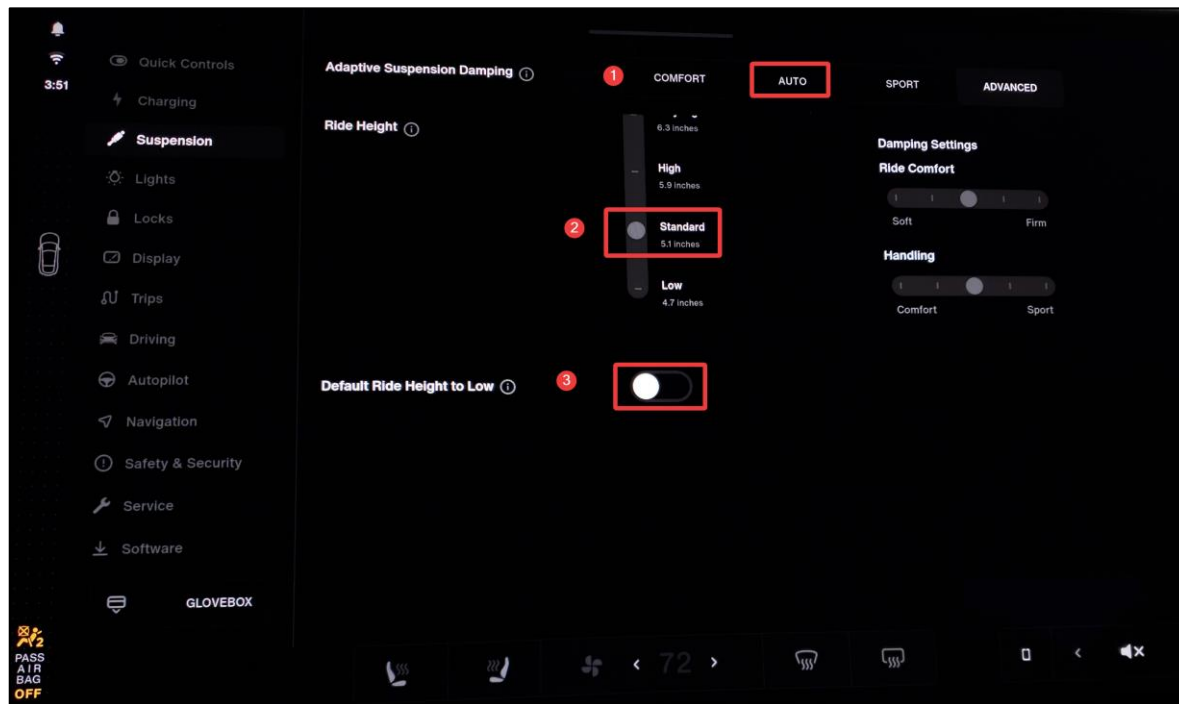 3:51
Quick Controls
Charging
Suspension
Lights
Locks
Display
Trips
Driving
Autopilot
Navigation
Safety & Security
Service
Software
GLOVEBOX
Adaptive Suspension Damping
1
COMFORT
AUTO
SPORT
ADVANCED
Ride Height
6.3 inches
High
5.9 inches
2
Standard
5.1 inches
Low
4.7 inches
Damping Settings
Ride Comfort
Soft
Firm
Handling
Comfort
Sport
Default Ride Height to Low
3
2
PASS
AIR
BAG
OFF
72